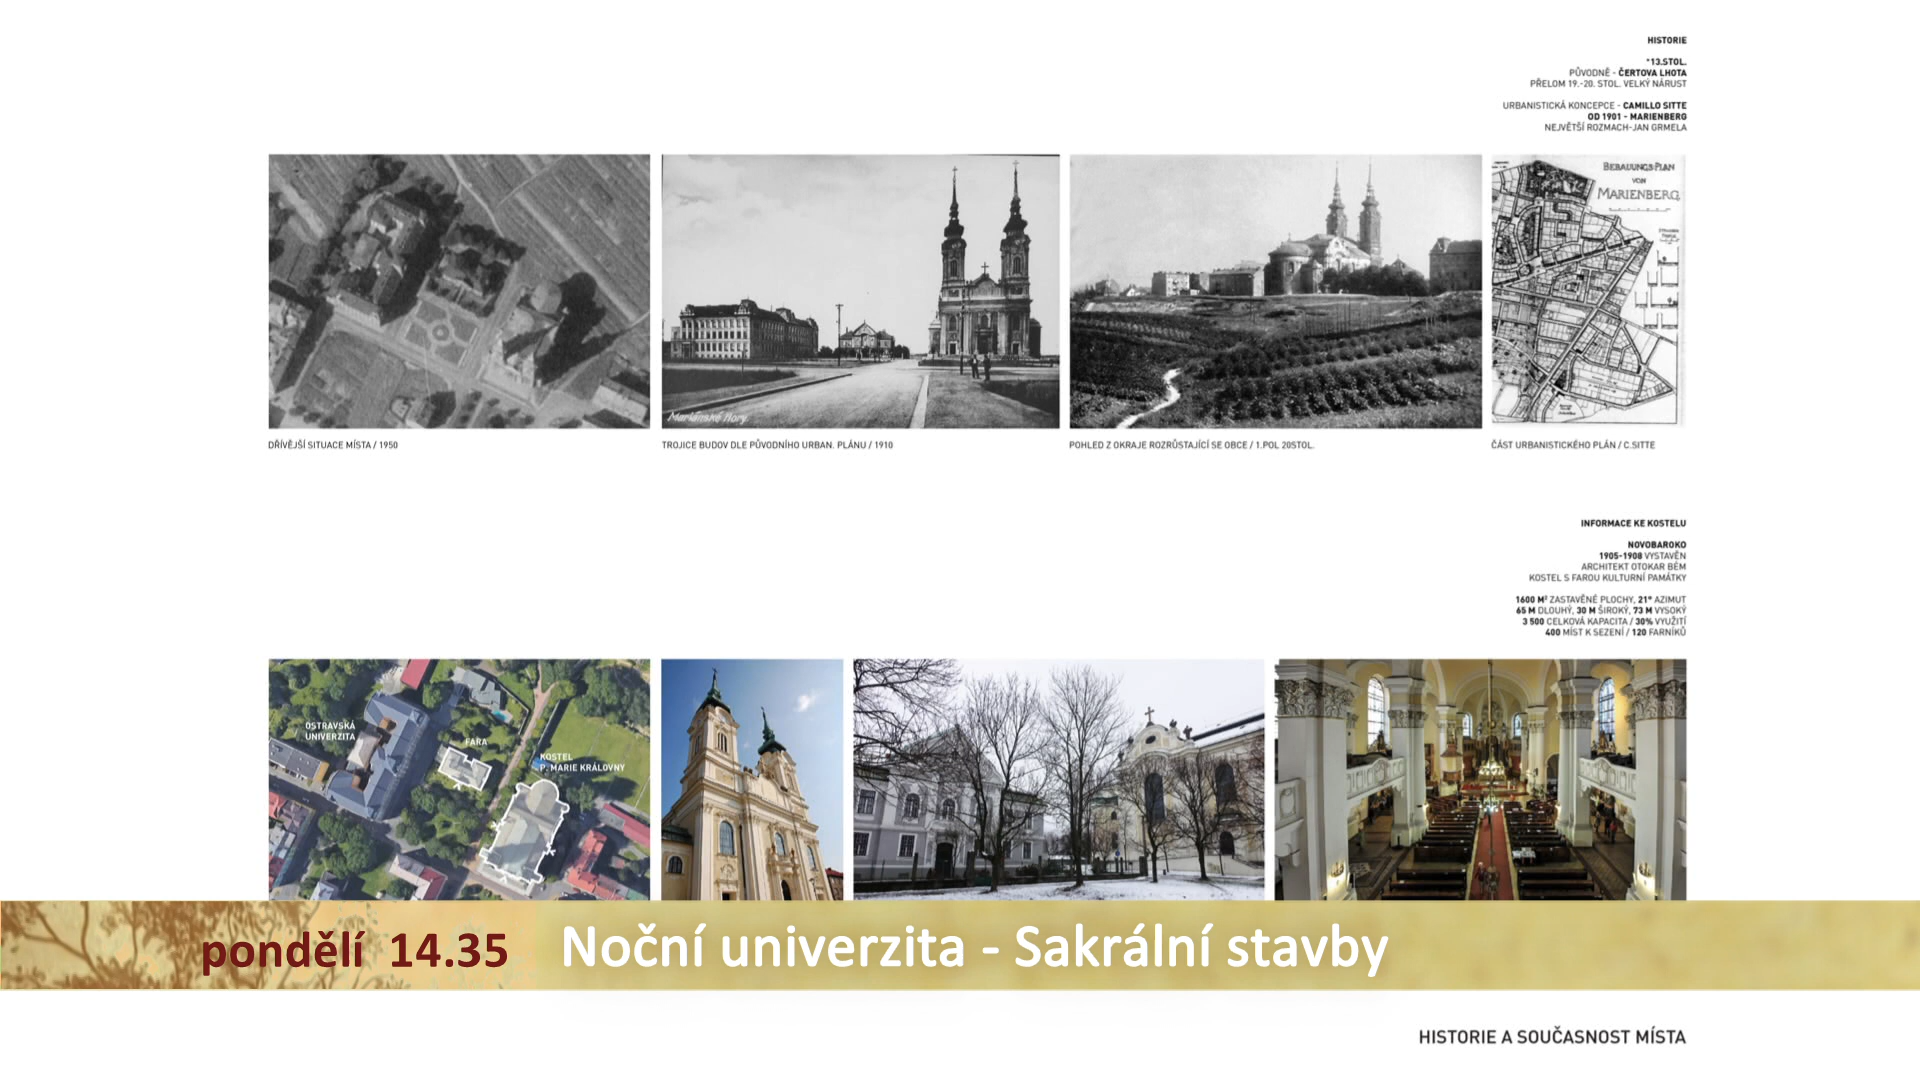 HISTORIE
*13.STOL.
PŮVODNĚ - ČERTOVA LHOTA
PŘELOM 19.-20. STOL. VELKÝ NÁRUST
URBANISTICKÁ KONCEPCE - CAMILLO SITTE
OD 1901 - MARIENBERG
NEJVĚTŠÍ ROZMACH-JAN GRMELA
BEBAUUNGS-PLAN
VON
MARIENBERG
Mariánské Hory.
DŘÍVĚJŠÍ SITUACE MÍSTA / 1950
TROJICE BUDOV DLE PŮVODNÍHO URBAN. PLÁNU / 1910
POHLED Z OKRAJE ROZRŮSTAJÍCÍ SE OBCE / 1.POL 20STOL.
ČÁST URBANISTICKÉHO PLÁN / C.SITTE
INFORMACE KE KOSTELU
NOVOBAROKO
1905-1908 VYSTAVĚN
ARCHITEKT OTOKAR BĚM
KOSTEL S FAROU KULTURNÍ PAMÁTKY
1600 M² ZASTAVĚNÉ PLOCHY, 21° AZIMUT
65 M DLOUHÝ, 30 M ŠIROKÝ, 73 M VYSOKÝ
3 500 CELKOVÁ KAPACITA / 30% VYUŽITÍ
400 MÍST K SEZENÍ / 120 FARNÍKŮ
OSTRAVSKÁ
UNIVERZITA
FARA
KOSTEL
P. MARIE KRÁLOVNY
pondělí 14.35 Noční univerzita - Sakrální stavby
HISTORIE A SOUČASNOST MÍSTA